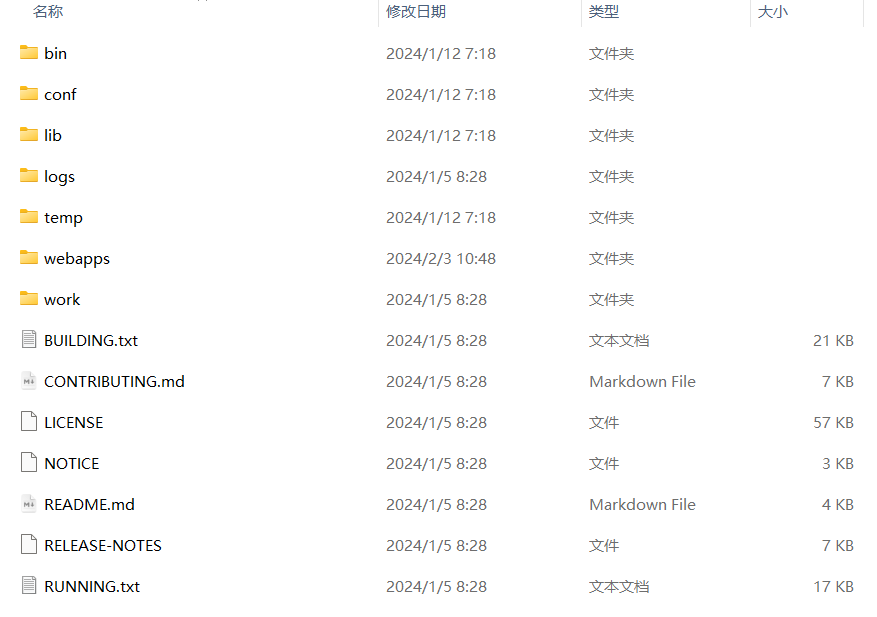 名称 修改日期 类型 大小
bin 2024/1/12 7:18 文件夹
conf 2024/1/12 7:18 文件夹
lib 2024/1/12 7:18 文件夹
logs 2024/1/5 8:28 文件夹
temp 2024/1/12 7:18 文件夹
webapps 2024/2/3 10:48 文件夹
work 2024/1/5 8:28 文件夹
BUILDING.txt 2024/1/5 8:28 文本文档 21 KB
CONTRIBUTING.md 2024/1/5 8:28 Markdown File 7 KB
LICENSE 2024/1/5 8:28 文件 57 KB
NOTICE 2024/1/5 8:28 文件 3 KB
README.md 2024/1/5 8:28 Markdown File 4 KB
RELEASE-NOTES 2024/1/5 8:28 文件 7 KB
RUNNING.txt 2024/1/5 8:28 文本文档 17 KB